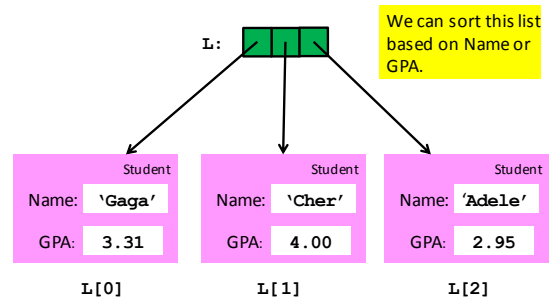 We can sort this list
based on Name or
GPA.
L:
Student
Name: ‘Gaga’
GPA: 3.31
Student
Name: ‘Cher’
GPA: 4.00
Student
Name: ‘Adele’
GPA: 2.95
L[0] L[1] L[2]